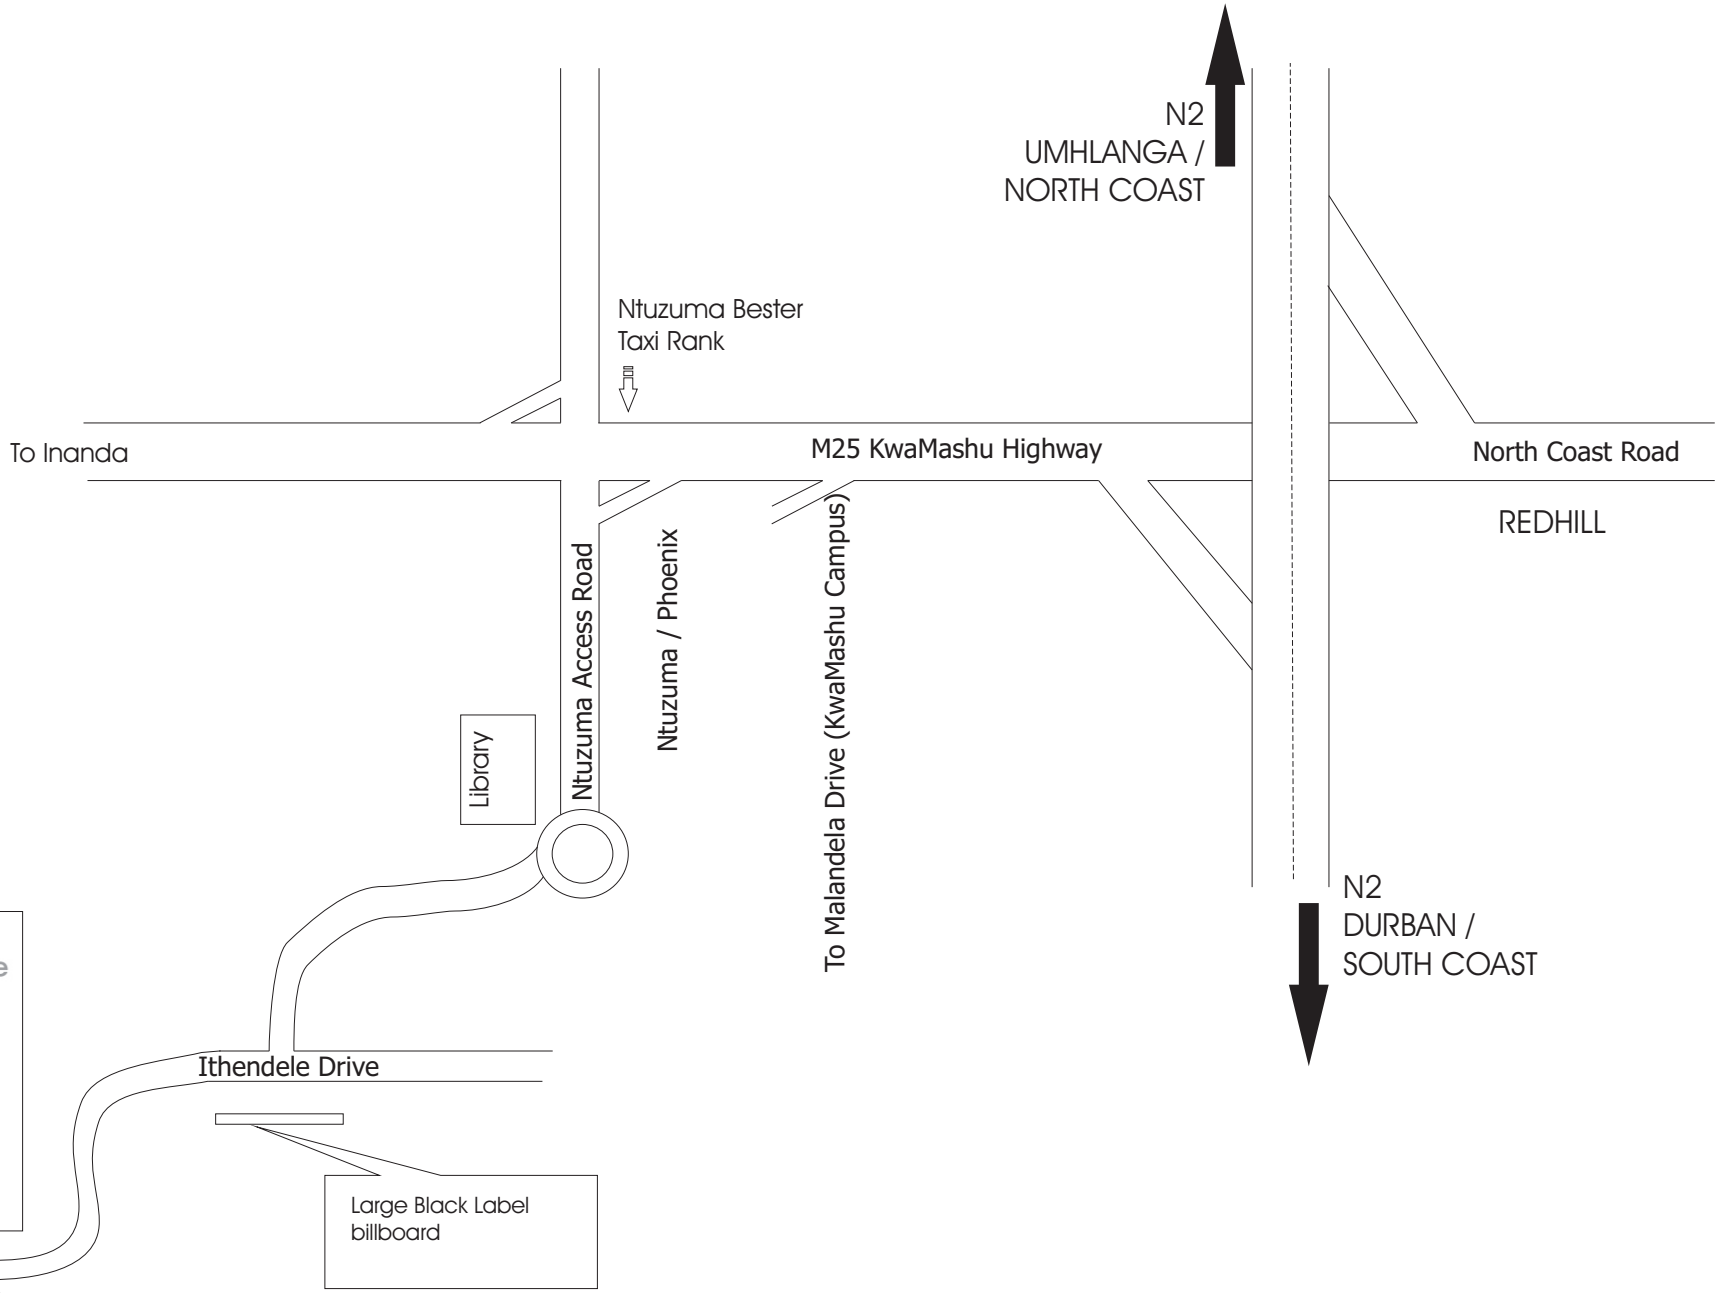 N2
UMHLANGA /
NORTH COAST
Ntuzuma Bester
Taxi Rank
To Inanda
M25 KwaMashu Highway
North Coast Road
REDHILL
Ntuzuma Access Road
Ntuzuma / Phoenix
To Malandela Drive (KwaMashu Campus)
Library
N2
DURBAN /
SOUTH COAST
e
Ithendele Drive
Large Black Label
billboard